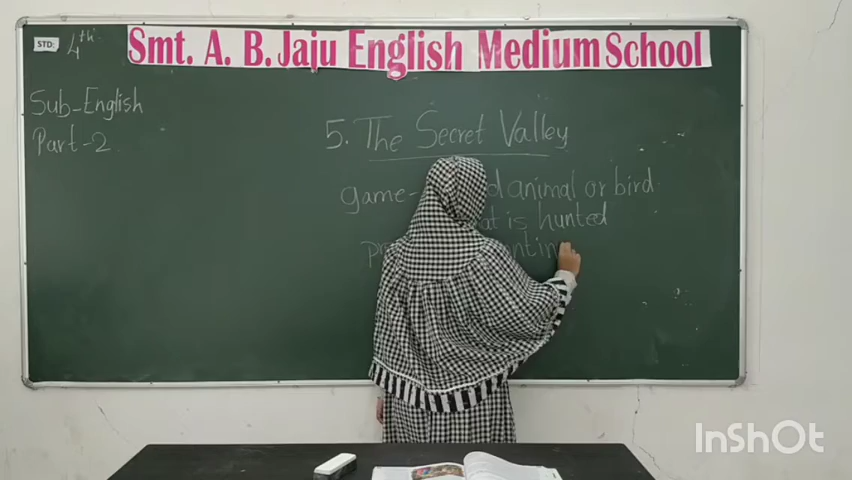 STD: 4th
Smt. A. B. Jaju English Medium School
Sub-English
Part-2
5. The Secret Valley
game- d animal or bird
at is hunted
InShOt